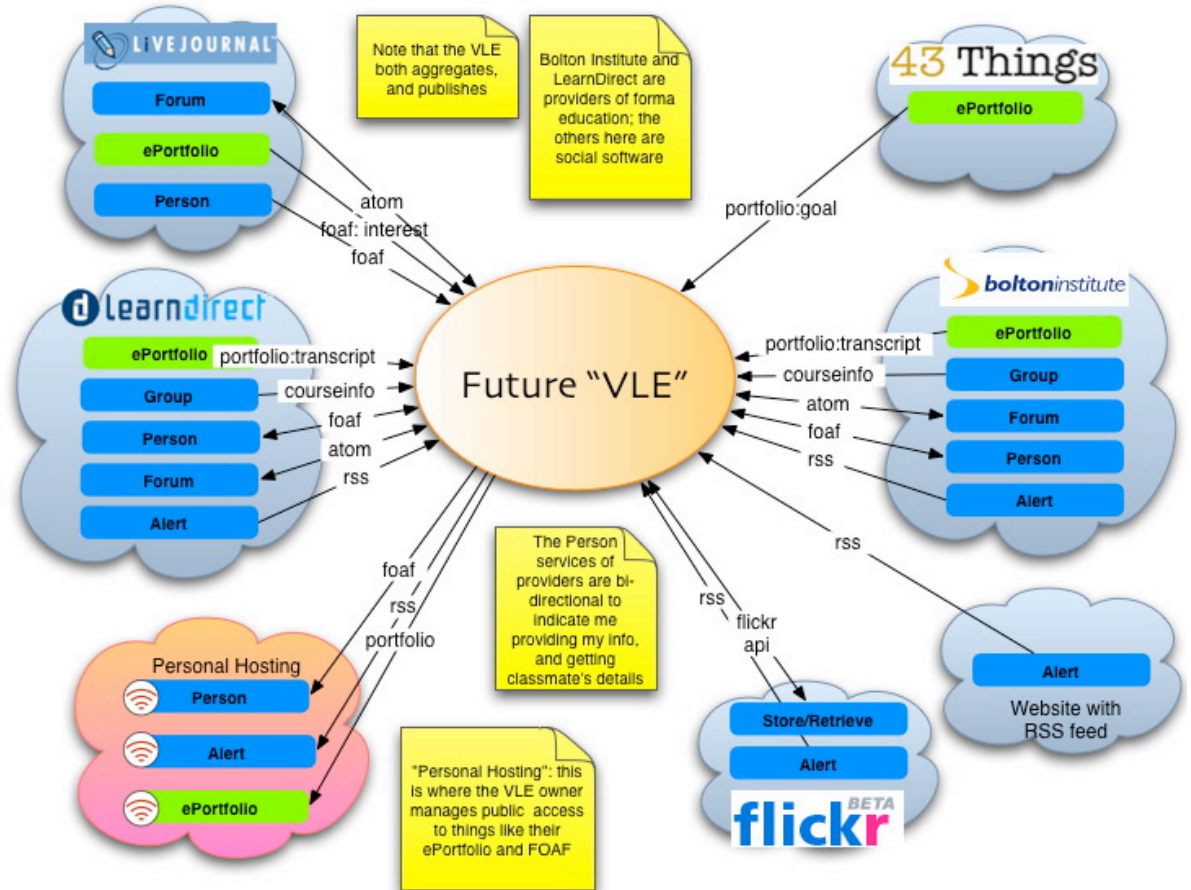 LiVEJOURNAL
Forum
ePortfolio
Person
Note that the VLE
both aggregates,
and publishes
Bolton Institute and
LearnDirect are
providers of forma
education; the
others here are
social software
43 Things
ePortfolio
atom
foaf: interest
foaf
portfolio:goal
learndirect
ePortfolio
Group
Person
Forum
Alert
portfolio:transcript
courseinfo
foaf
atom
rss
Future "VLE"
boltoninstitute
ePortfolio
Group
Forum
Person
Alert
portfolio:transcript
courseinfo
atom
foaf
rss
foaf
rss
portfolio
The Person
services of
providers are bi-
directional to
indicate me
providing my info,
and getting
classmate's details
rss
flickr
api
rss
Personal Hosting
Person
Alert
ePortfolio
"Personal Hosting": this
is where the VLE owner
manages public access
to things like their
ePortfolio and FOAF
Store/Retrieve
Alert
flickr BETA
Alert
Website with
RSS feed